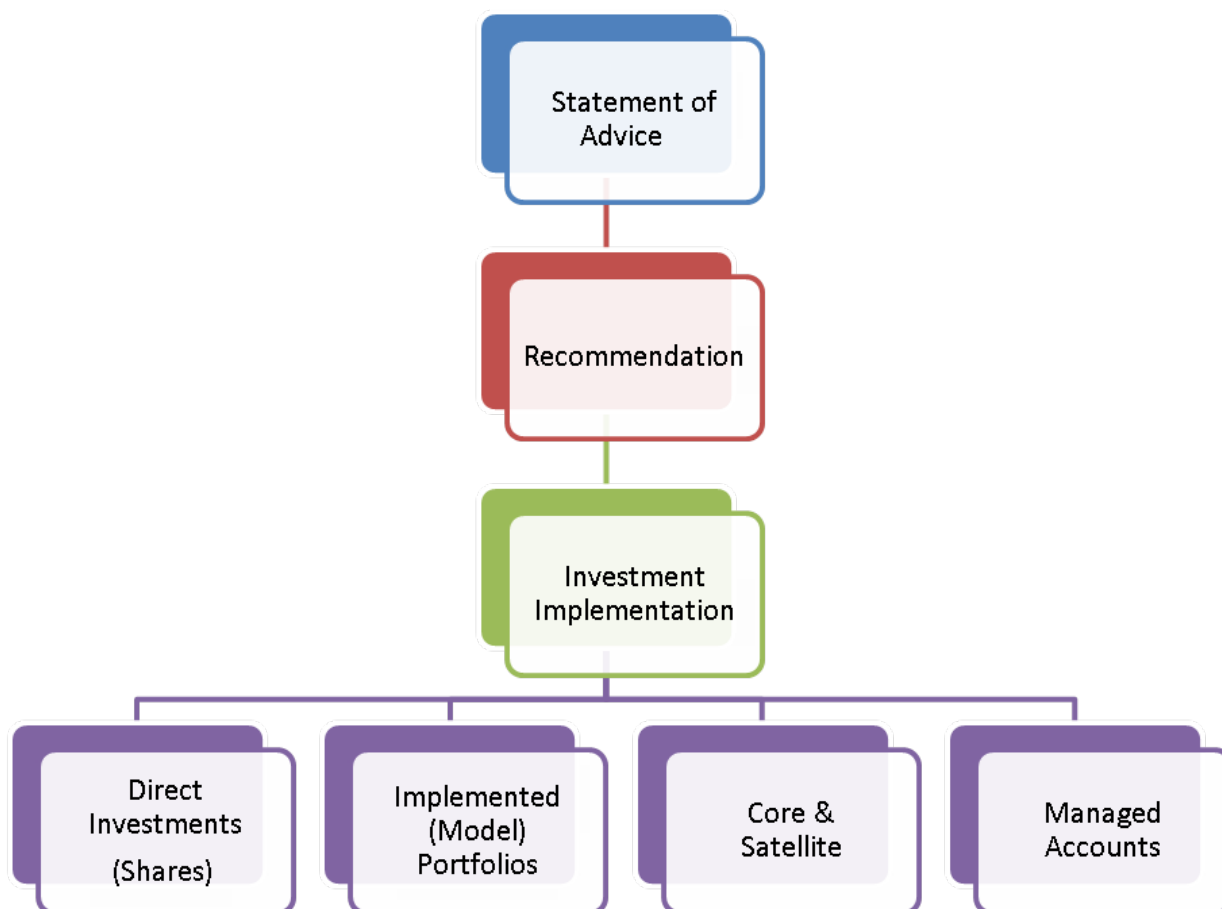 Statement of
Advice
Recommendation
Investment
Implementation
Direct
Investments
(Shares)
Implemented
(Model)
Portfolios
Core &
Satellite
Managed
Accounts